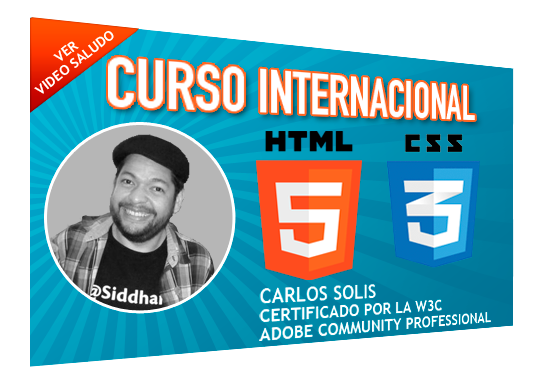 VER
VIDEO SALUDO
CURSO INTERNACIONAL
HTML
5
CSS
3
@Siddhar
CARLOS SOLIS
CERTIFICADO POR LA W3C
ADOBE COMMUNITY PROFESSIONAL